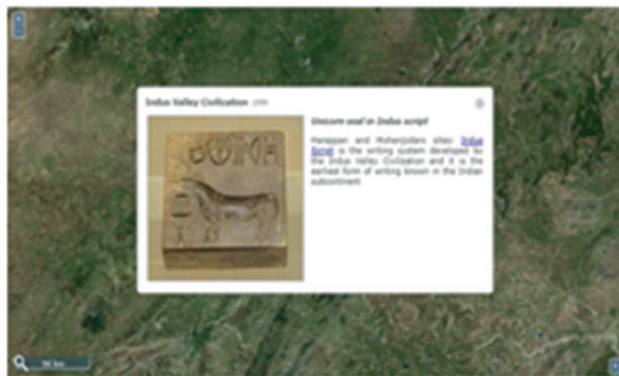 Indus Valley Civilization
Unicorn seal in Indus script
Harappan and Mohenjodaro sites: Indus
Script is the writing system developed by
the Indus Valley Civilization and it is the
earliest form of writing known in the Indian
subcontinent